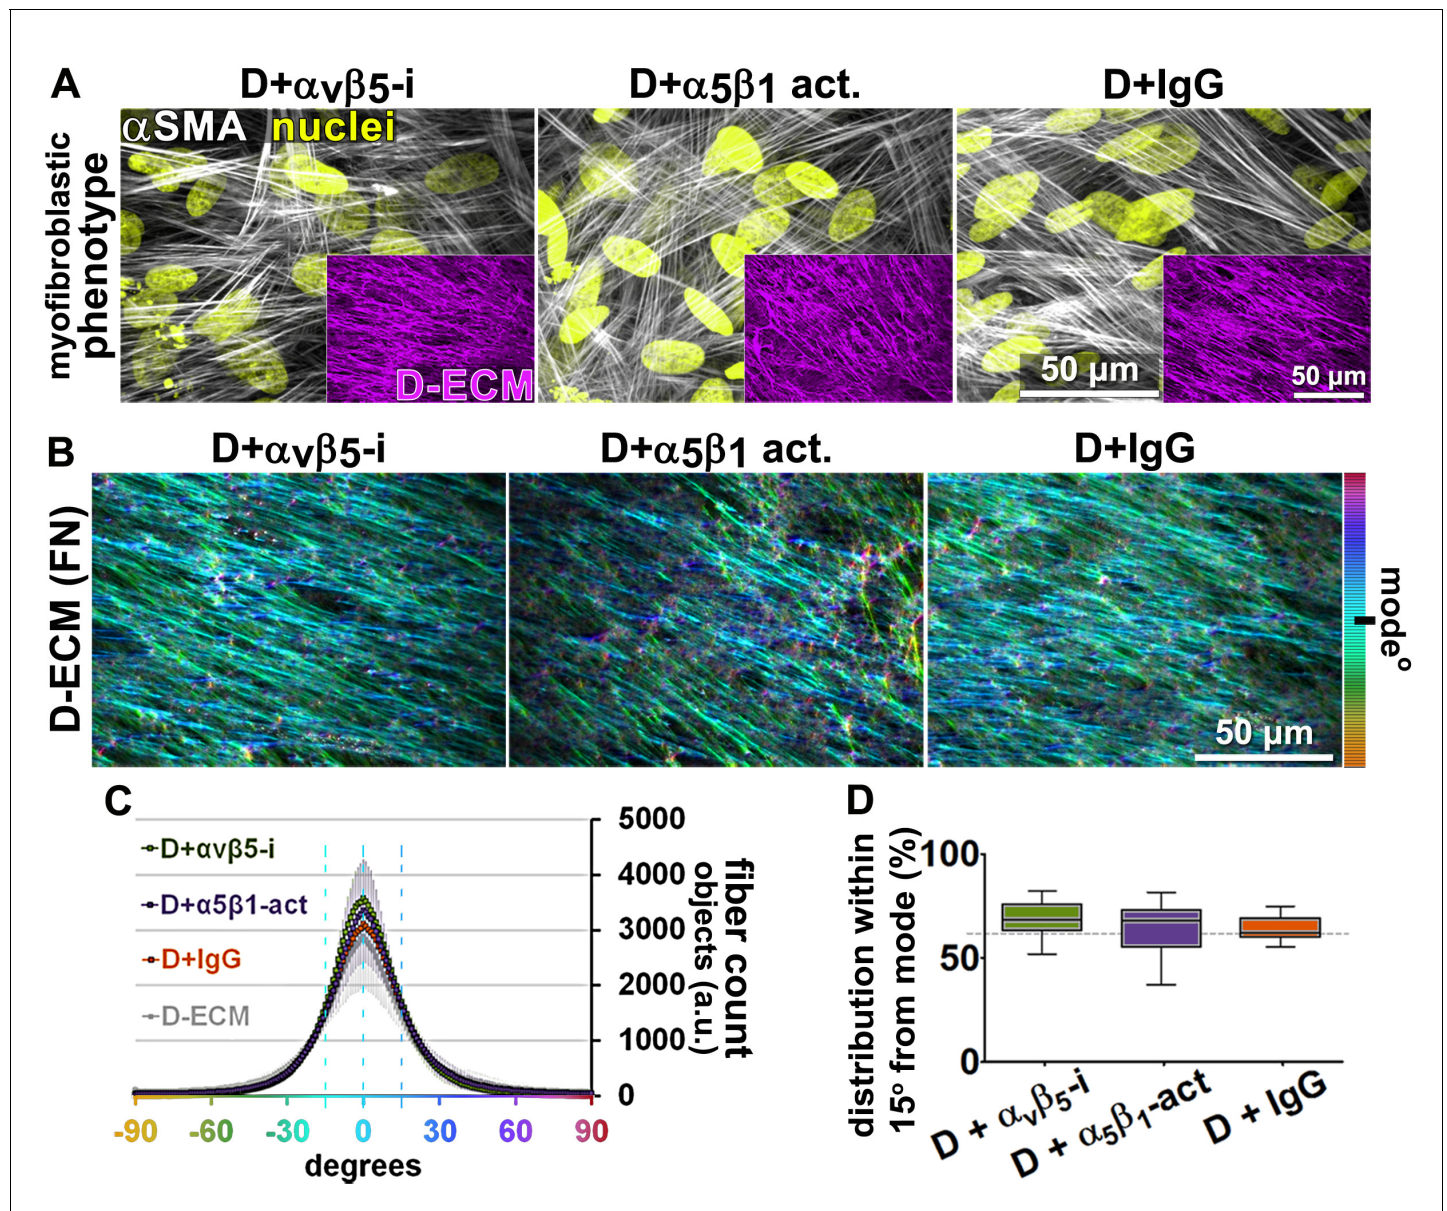 A
D+αvβ5-i
D+α5β1 act.
D+IgG
myofibroblastic
phenotype
αSMA nuclei
D-ECM
50 µm
50 µm
B
D+αvβ5-i
D+α5β1 act.
D+IgG
D-ECM (FN)
50 µm
modeº
C
D+αvβ5-i
D+α5β1-act
D+IgG
D-ECM
5000
4000
3000
2000
1000
0
fiber count
objects (a.u.)
-90 -60 -30 0 30 60 90
degrees
D
distribution within
15º from mode (%)
100
50
0
D + αvβ5-i
D + α5β1-act
D + IgG